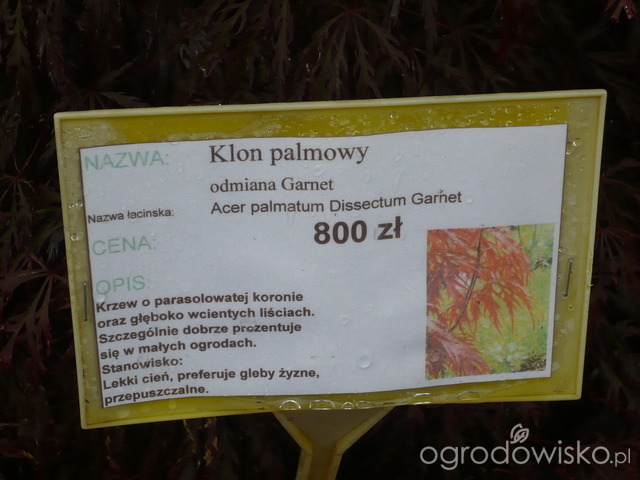 NAZWA: Klon palmowy
odmiana Garnet
Nazwa łacinska: Acer palmatum Dissectum Garnet
CENA: 800 zł
OPIS:
Krzew o parasolowatej koronie
oraz głęboko wcientych liściach.
Szczególnie dobrze prezentuje
się w małych ogrodach.
Stanowisko:
Lekki cień, preferuje gleby żyzne,
przepuszczalne.
ogrodowisko.pl